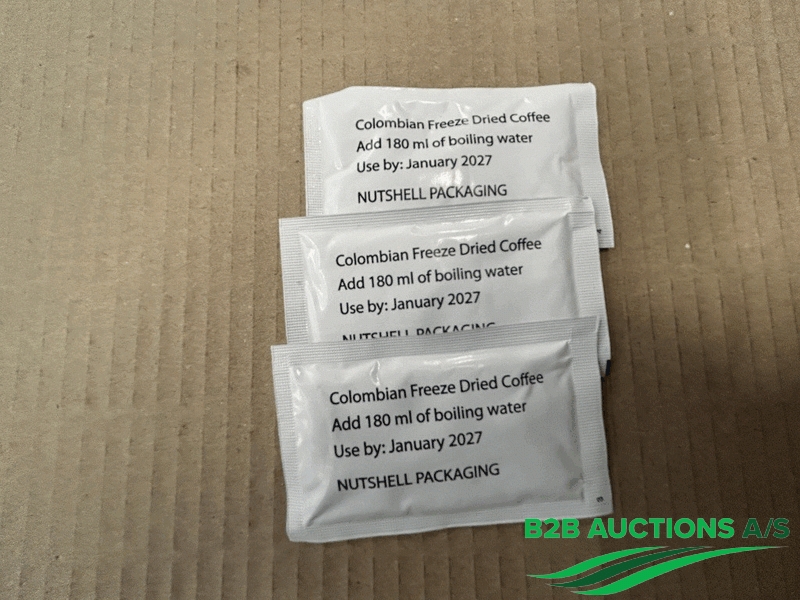 Colombian Freeze Dried Coffee
Add 180 ml of boiling water
Use by: January 2027
NUTSHELL PACKAGING
Colombian Freeze Dried Coffee
Add 180 ml of boiling water
Use by: January 2027
NUTSHELL PACKAGING
Colombian Freeze Dried Coffee
Add 180 ml of boiling water
Use by: January 2027
NUTSHELL PACKAGING
B2B AUCTIONS A/S